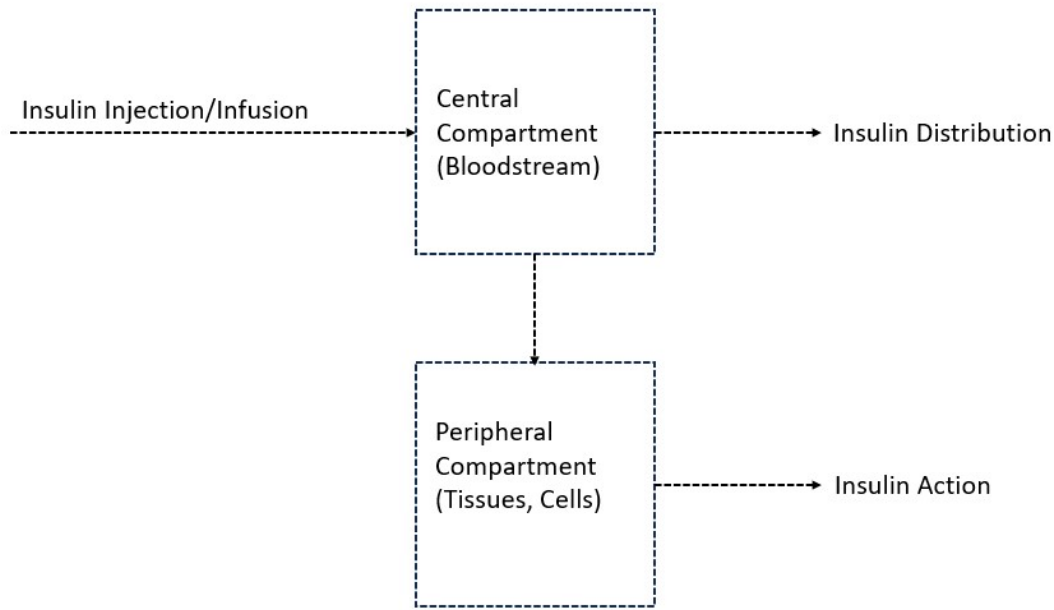 Insulin Injection/Infusion
Central
Compartment
(Bloodstream)
Insulin Distribution
Peripheral
Compartment
(Tissues, Cells)
Insulin Action